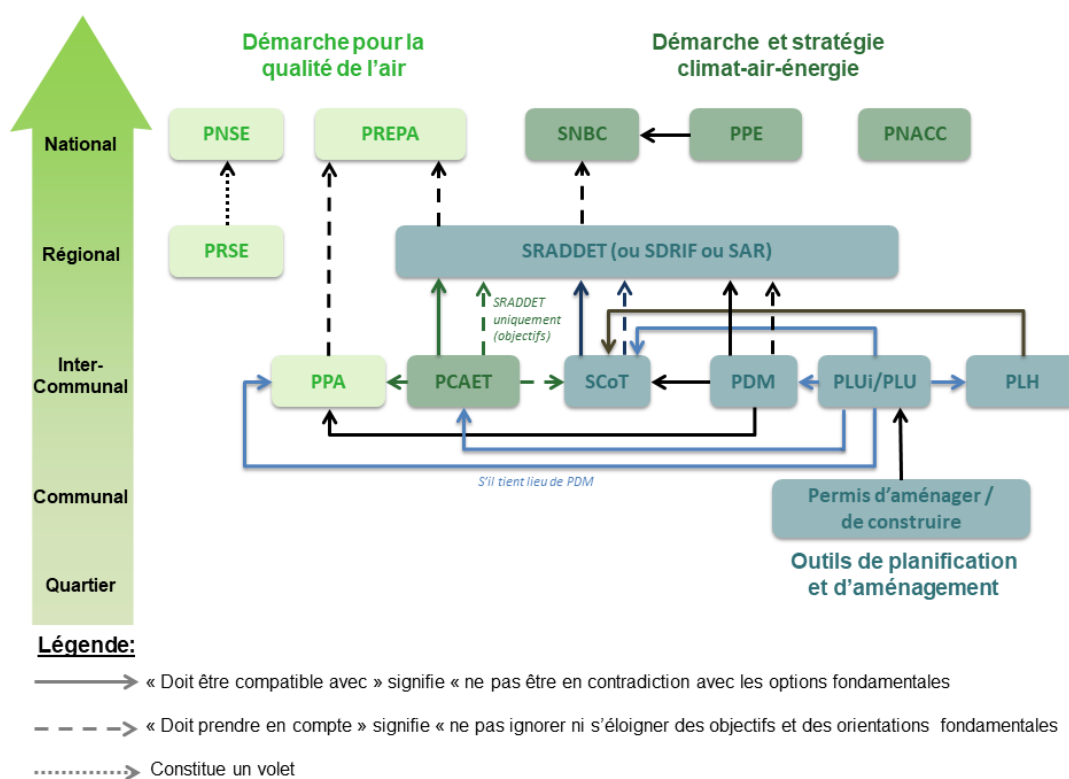 Démarche pour la
qualité de l'air
Démarche et stratégie
climat-air-énergie
National
PNSE
PREPA
SNBC
PPE
PNACC
Régional
PRSE
SRADDET (ou SDRIF ou SAR)
SRADDET
uniquement
(objectifs)
Inter-
Communal
PPA
PCAET
SCoT
PDM
PLUi/PLU
PLH
S'il tient lieu de PDM
Communal
Permis d'aménager /
de construire
Outils de planification
et d'aménagement
Quartier
Légende:
« Doit être compatible avec » signifie « ne pas être en contradiction avec les options fondamentales
« Doit prendre en compte » signifie « ne pas ignorer ni s'éloigner des objectifs et des orientations fondamentales
Constitue un volet